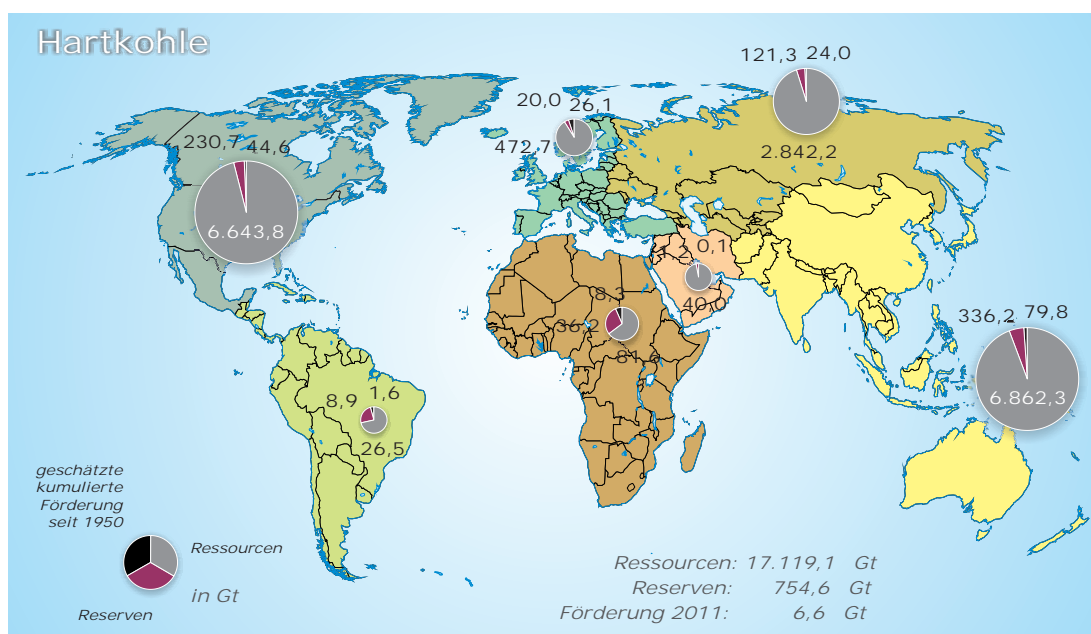 Hartkohle
121,3 24,0
20,0 26,1
230,7 44,6
472,7
2.842,2
6.643,8
1,2 0,1
40,0
8,3
36,2
81,6
336,2 79,8
6.862,3
8,9 1,6
26,5
geschätzte
kumulierte
Förderung
seit 1950
Ressourcen
in Gt
Reserven
Ressourcen: 17.119,1 Gt
Reserven: 754,6 Gt
Förderung 2011: 6,6 Gt